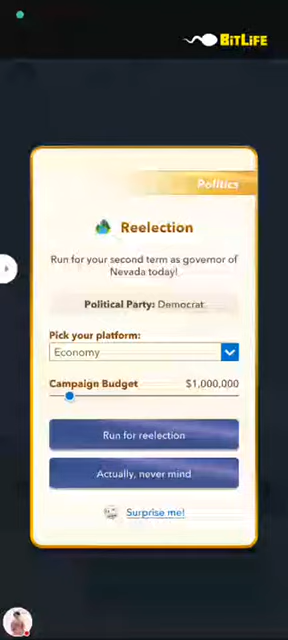 BitLife
Politics
Reelection
Run for your second term as governor of
Nevada today!
Political Party: Democrat
Pick your platform:
Economy
Campaign Budget $1,000,000
Run for reelection
Actually, never mind
Surprise me!